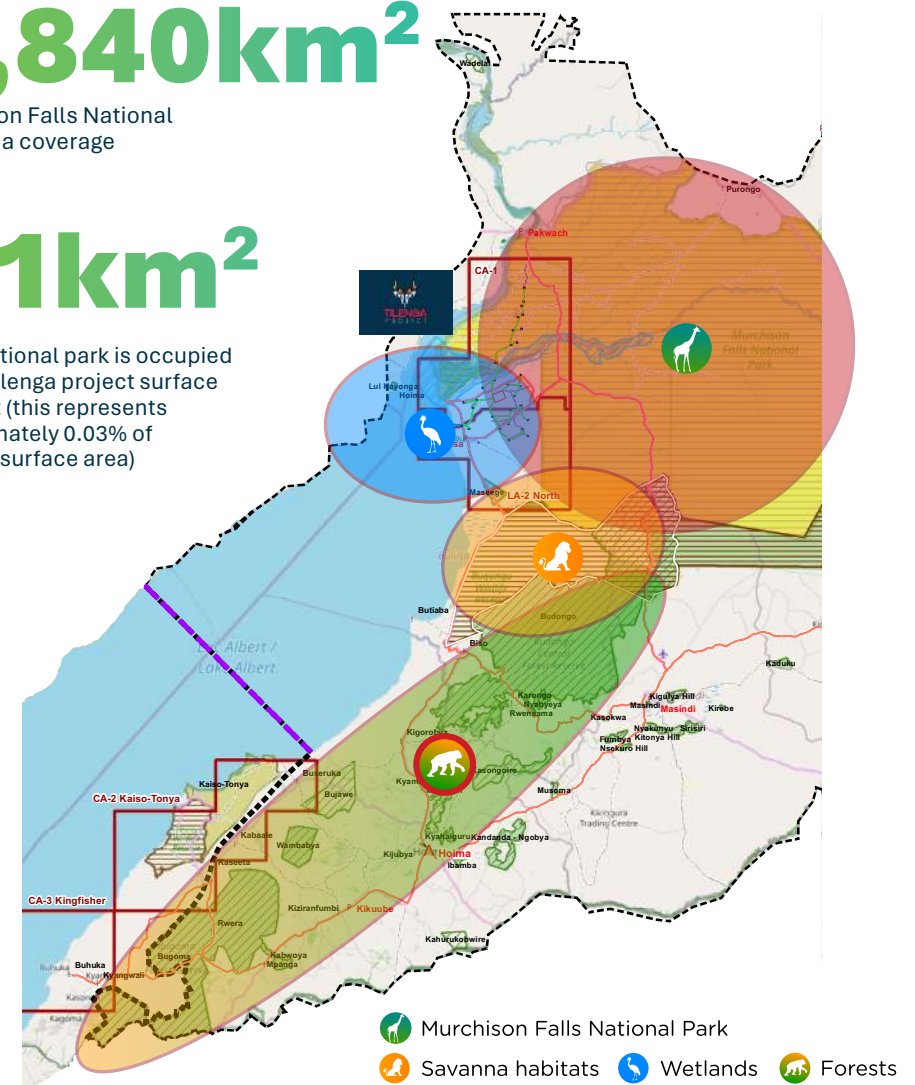 ,840km²
on Falls National
a coverage
1km²
tional park is occupied
lenga project surface
t (this represents
nately 0.03% of
surface area)
Wadelai
Purongo
Pakwach
CA-1
TILENGA
PROJECT
Murchison
Falls National
Park
Hoima
Masege
LA-2 North
Butiaba
Budongo
Biso
Lake Albert
Kaduku
Karongo
Nyabyeya
Rwensama
Kigulya Hill
Masindi
Masindi
Kirebe
Kasokwa
Nyakunyu
Sirisiri
Fumbya
Kitonya Hill
Nsekuro Hill
Kigorobya
Kasongoire
Musoma
Kaiso-Tonya
Buseruka
Bujawe
CA-2 Kaiso-Tonya
Kikingura
Trading Centre
Kabaale
Wambabya
Kyahaiguru
Kandanda - Ngobya
Kijubya
Hoima
Ibamba
Kaseeta
CA-3 Kingfisher
Kiziranfumbi
Kikuube
Rwera
Kahurukobwire
Bugoma
Kabwoya
Mpanga
Buhuka
Buhuka
Kyangwali
Kagoma
Murchison Falls National Park
Savanna habitats
Wetlands
Forests